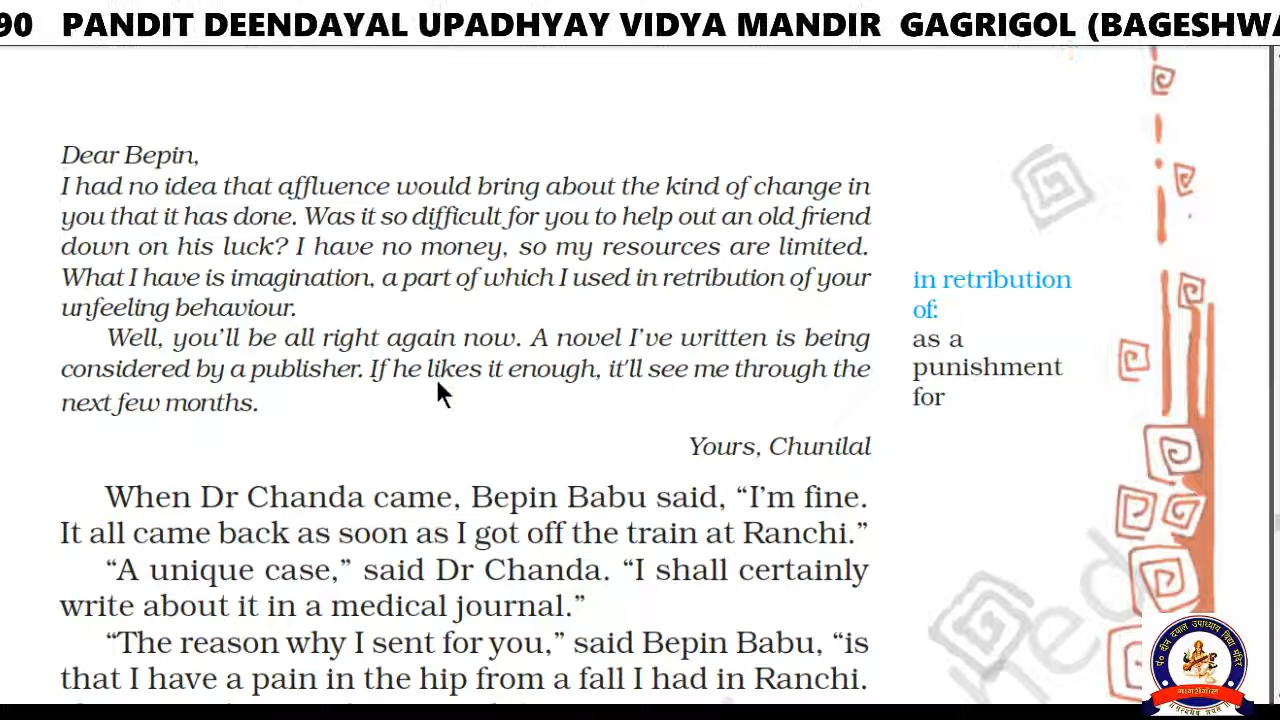 90 PANDIT DEENDAYAL UPADHYAY VIDYA MANDIR GAGRIGOL (BAGESHWA
Dear Bepin,
I had no idea that affluence would bring about the kind of change in
you that it has done. Was it so difficult for you to help out an old friend
down on his luck? I have no money, so my resources are limited.
What I have is imagination, a part of which I used in retribution of your
unfeeling behaviour.
Well, you’ll be all right again now. A novel I’ve written is being
considered by a publisher. If he likes it enough, it’ll see me through the
next few months.
Yours, Chunilal
in retribution
of:
as a
punishment
for
When Dr Chanda came, Bepin Babu said, “I’m fine.
It all came back as soon as I got off the train at Ranchi.”
“A unique case,” said Dr Chanda. “I shall certainly
write about it in a medical journal.”
“The reason why I sent for you,” said Bepin Babu, “is
that I have a pain in the hip from a fall I had in Ranchi.
पं० दीन दयाल उपाध्याय विद्या मंदिर
गागरीगोल